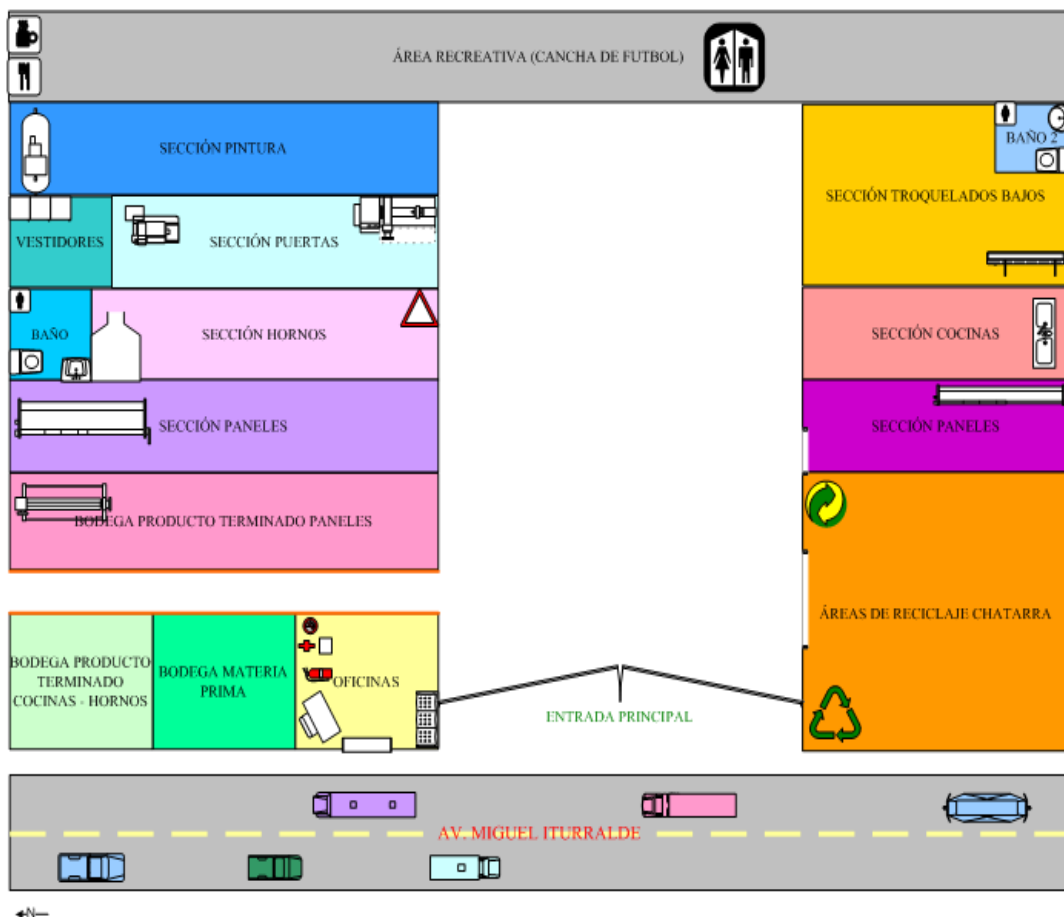 ÁREA RECREATIVA (CANCHA DE FUTBOL)
SECCIÓN PINTURA
BAÑO 2
SECCIÓN TROQUELADOS BAJOS
VESTIDORES
SECCIÓN PUERTAS
BAÑO
SECCIÓN HORNOS
SECCIÓN COCINAS
SECCIÓN PANELES
SECCIÓN PANELES
BODEGA PRODUCTO TERMINADO PANELES
ÁREAS DE RECICLAJE CHATARRA
BODEGA PRODUCTO
TERMINADO
COCINAS - HORNOS
BODEGA MATERIA
PRIMA
OFICINAS
ENTRADA PRINCIPAL
AV. MIGUEL ITURRALDE
N